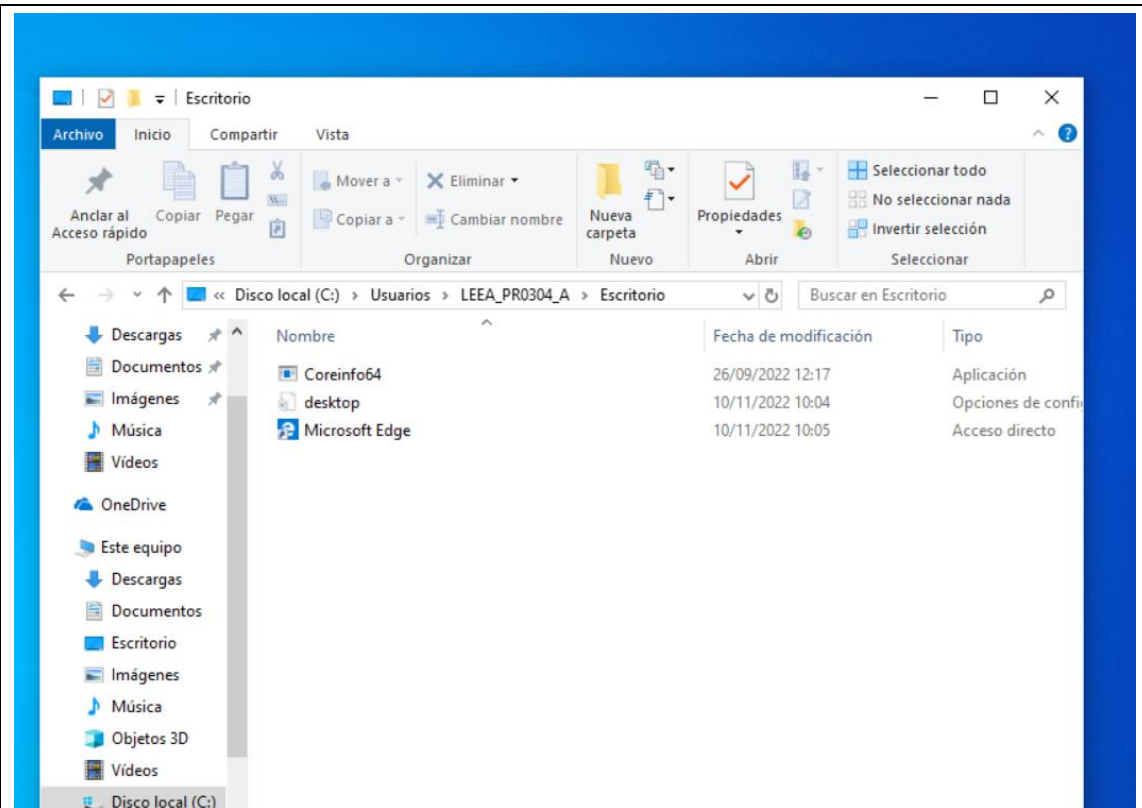 Escritorio
Archivo Inicio Compartir Vista
Anclar al Acceso rápido
Copiar
Pegar
Portapapeles
Mover a
Copiar a
Eliminar
Cambiar nombre
Organizar
Nueva carpeta
Nuevo
Propiedades
Abrir
Seleccionar todo
No seleccionar nada
Invertir selección
Seleccionar
« Disco local (C:) > Usuarios > LEEA_PR0304_A > Escritorio
Buscar en Escritorio
Descargas
Documentos
Imágenes
Música
Vídeos
OneDrive
Este equipo
Descargas
Documentos
Escritorio
Imágenes
Música
Objetos 3D
Vídeos
Disco local (C:)
Nombre Fecha de modificación Tipo
Coreinfo64 26/09/2022 12:17 Aplicación
desktop 10/11/2022 10:04 Opciones de confi
Microsoft Edge 10/11/2022 10:05 Acceso directo